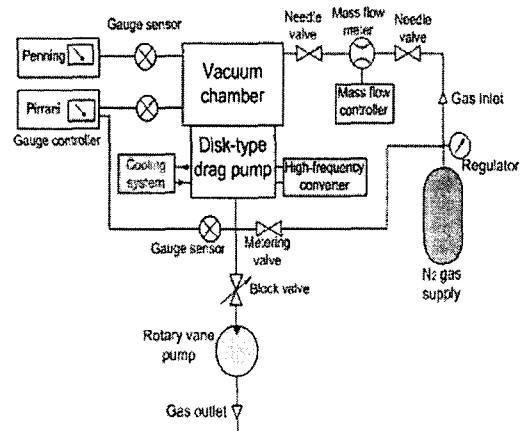 Gauge sensor
Needle
valve
Mass flow
meter
Needle
valve
Penning
Vacuum
chamber
Mass flow
controller
Pirrani
Gas inlet
Gauge controller
Disk-type
drag pump
Cooling
system
High-frequency
converter
Regulator
Gauge sensor
Metering
valve
N2 gas
supply
Block valve
Rotary vane
pump
Gas outlet